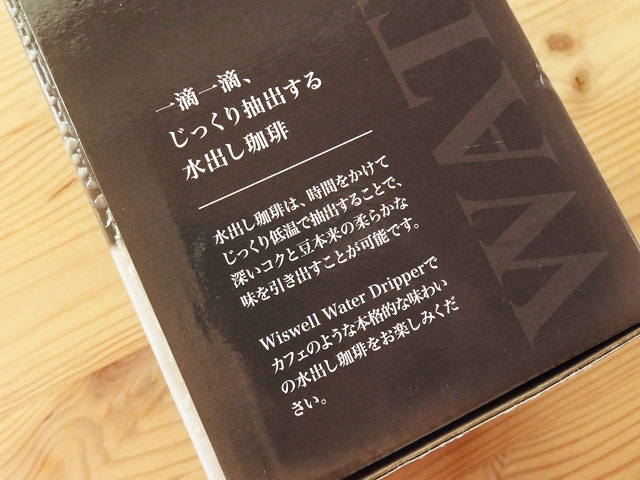 一滴一滴、
じっくり抽出する
水出し珈琲
水出し珈琲は、時間をかけて
じっくり低温で抽出することで、
深いコクと豆本来の柔らかな
味を引き出すことが可能です。
Wiswell Water Dripperで
カフェのような本格的な味わい
の水出し珈琲をお楽しみくだ
さい。
WAT